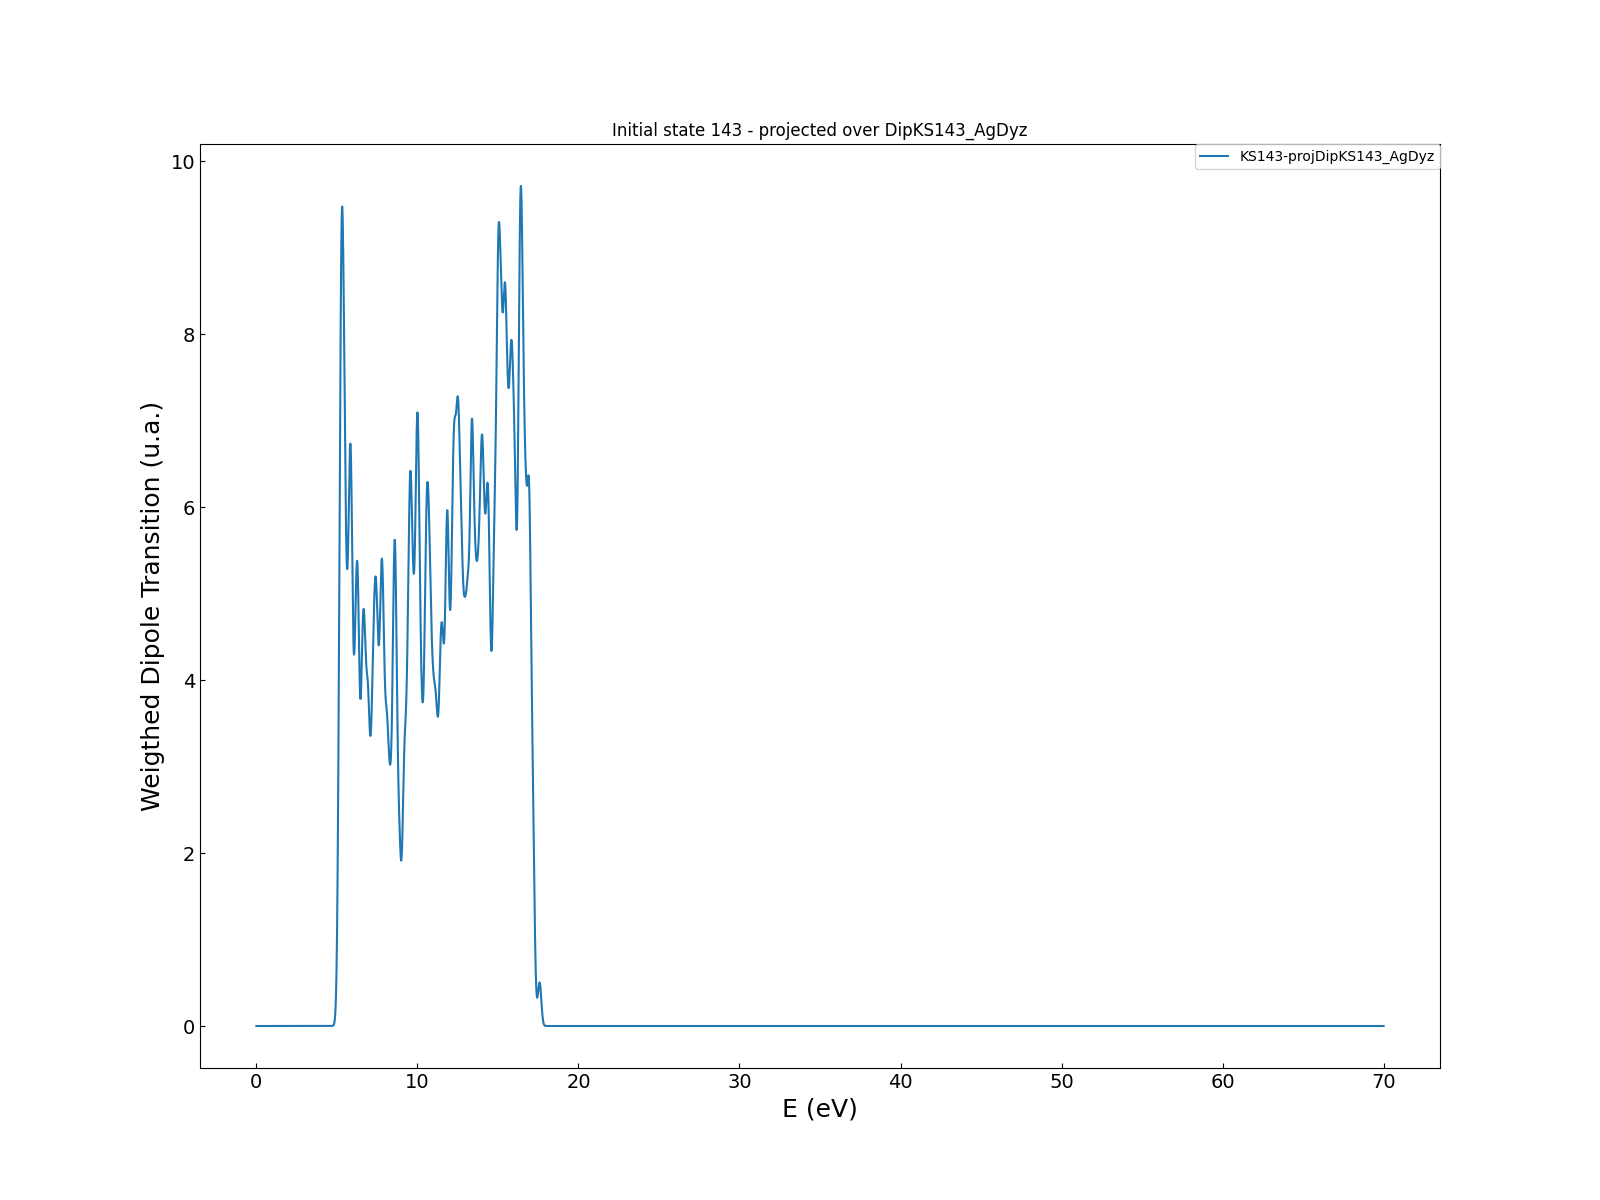 Initial state 143 - projected over DipKS143_AgDyz
KS143-projDipKS143_AgDyz
10
8
6
4
2
0
Weigthed Dipole Transition (u.a.)
0 10 20 30 40 50 60 70
E (eV)